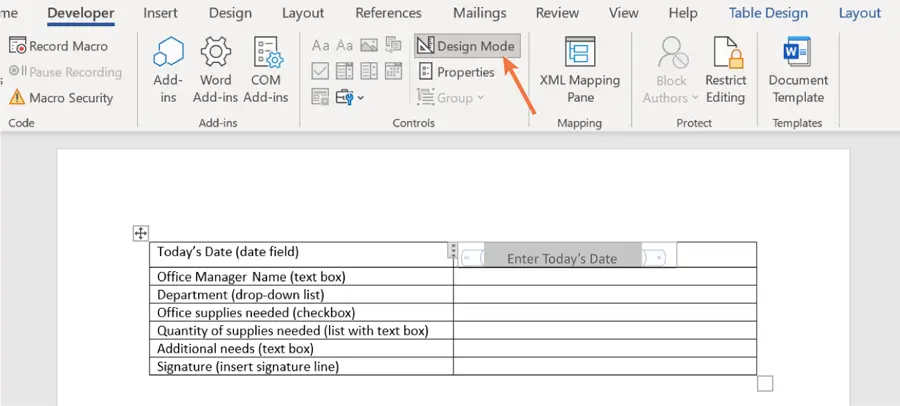 me Developer Insert Design Layout References Mailings Review View Help Table Design Layout
Record Macro
Pause Recording
Macro Security
Code
Add-
ins
Word
Add-ins
COM
Add-ins
Add-ins
Aa Aa
Design Mode
Properties
Group
Controls
XML Mapping
Pane
Mapping
Block
Authors
Restrict
Editing
Protect
Document
Template
Templates
Today's Date (date field)
Enter Today's Date
Office Manager Name (text box)
Department (drop-down list)
Office supplies needed (checkbox)
Quantity of supplies needed (list with text box)
Additional needs (text box)
Signature (insert signature line)